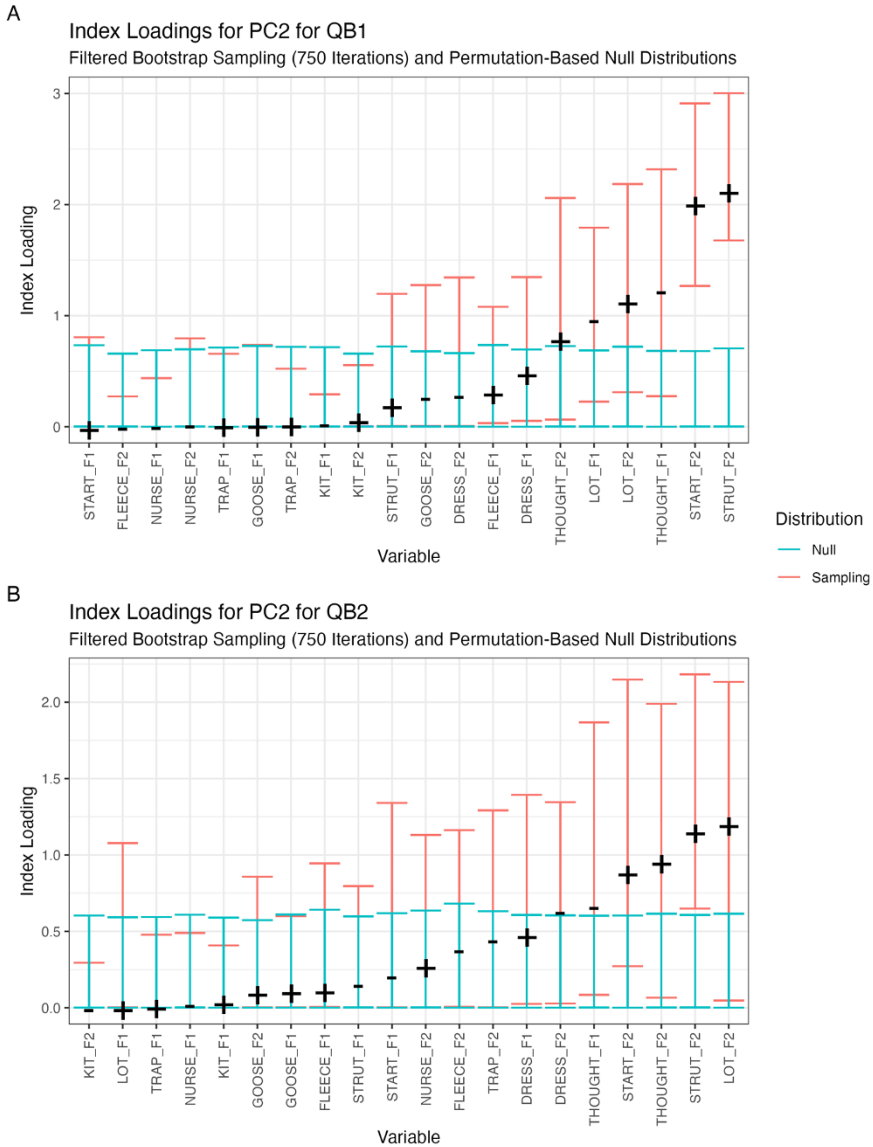 A
Index Loadings for PC2 for QB1
Filtered Bootstrap Sampling (750 Iterations) and Permutation-Based Null Distributions
3
2
1
0
Index Loading
START_F1
FLEECE_F2
NURSE_F1
NURSE_F2
TRAP_F1
GOOSE_F1
TRAP_F2
KIT_F1
KIT_F2
STRUT_F1
GOOSE_F2
DRESS_F2
FLEECE_F1
DRESS_F1
THOUGHT_F2
LOT_F1
LOT_F2
THOUGHT_F1
START_F2
STRUT_F2
Variable
Distribution
Null
Sampling
B
Index Loadings for PC2 for QB2
Filtered Bootstrap Sampling (750 Iterations) and Permutation-Based Null Distributions
2.0
1.5
1.0
0.5
0.0
Index Loading
KIT_F2
LOT_F1
TRAP_F1
NURSE_F1
KIT_F1
GOOSE_F2
GOOSE_F1
FLEECE_F1
STRUT_F1
START_F1
NURSE_F2
FLEECE_F2
TRAP_F2
DRESS_F1
DRESS_F2
THOUGHT_F1
START_F2
THOUGHT_F2
STRUT_F2
LOT_F2
Variable